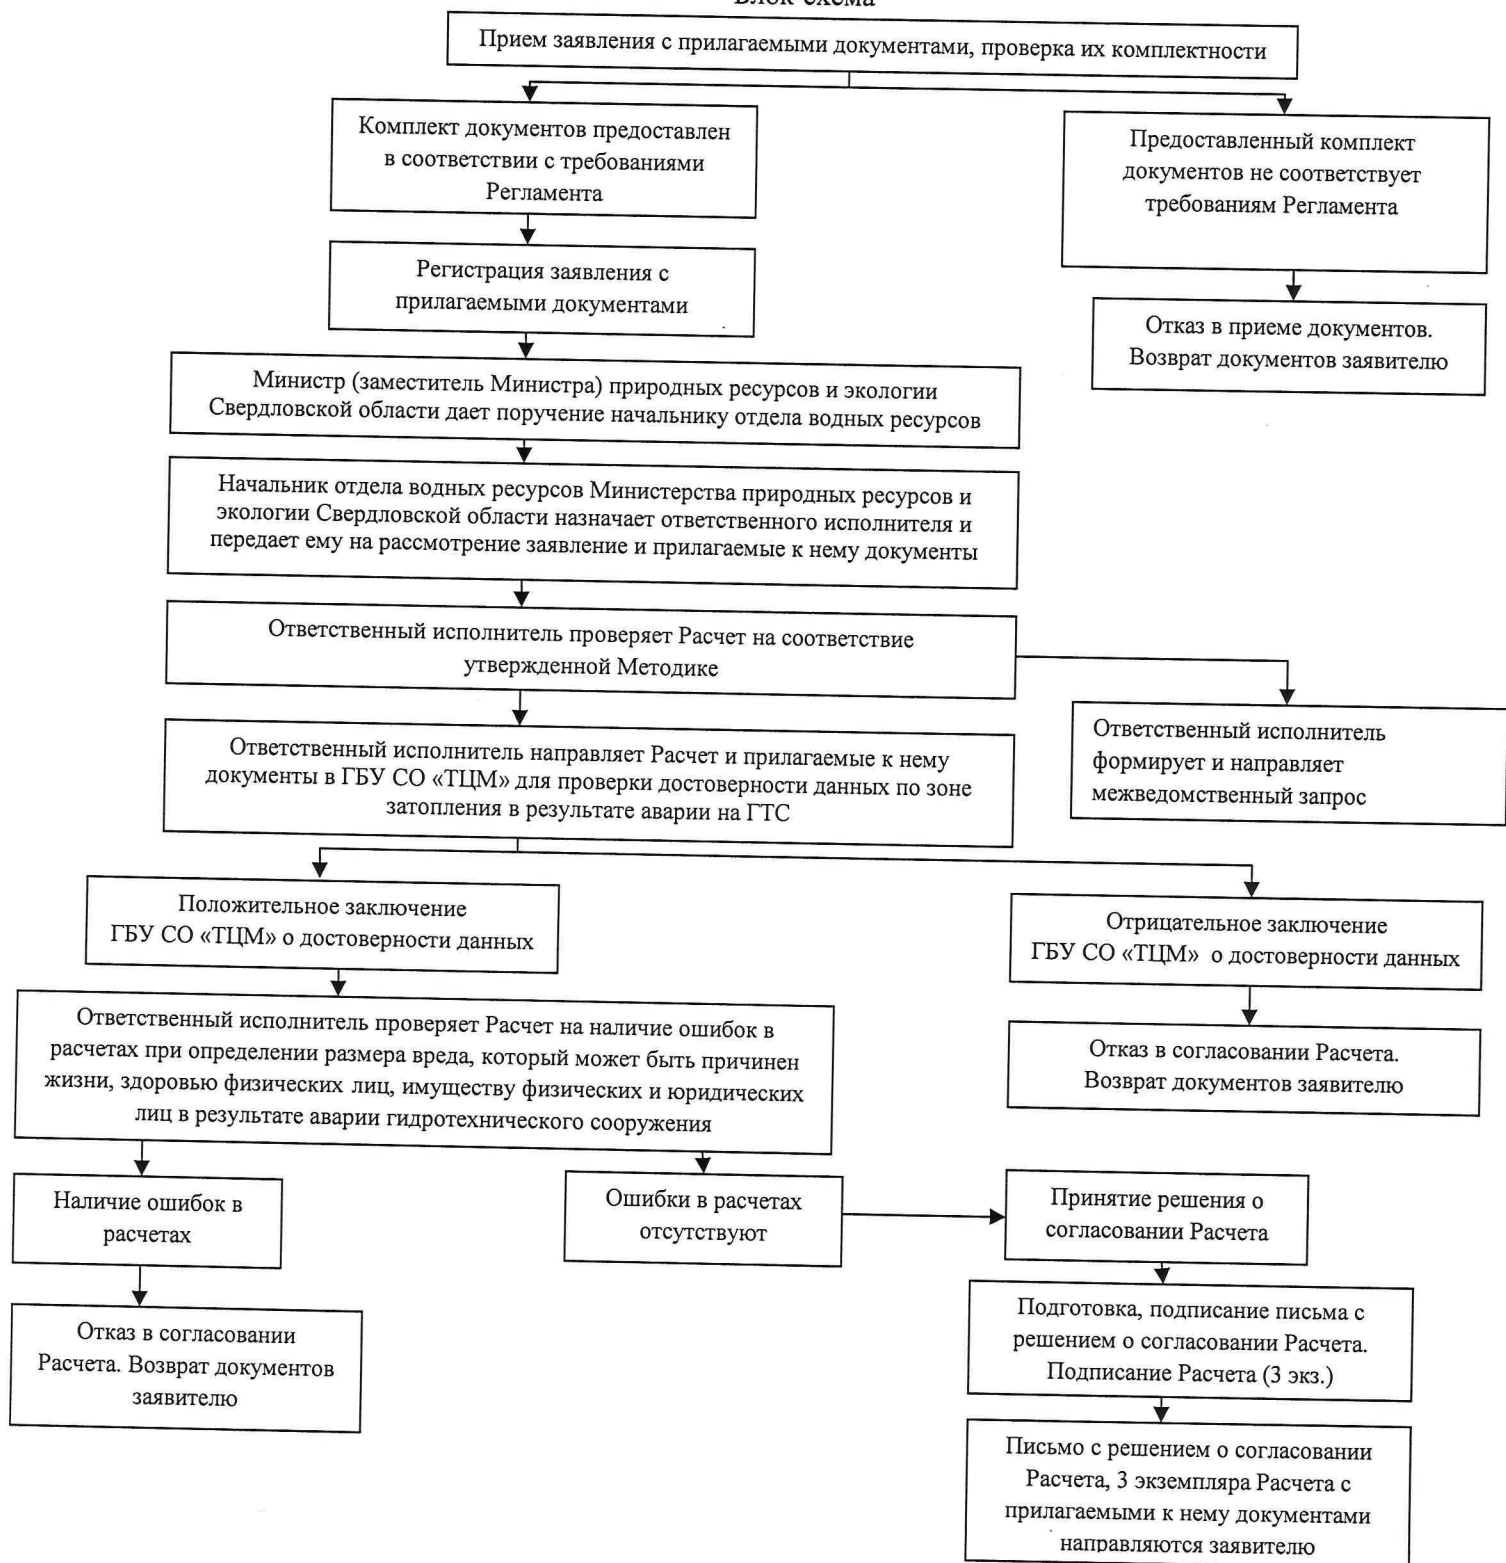 Блок-схема
Прием заявления с прилагаемыми документами, проверка их комплектности
Комплект документов предоставлен
в соответствии с требованиями
Регламента
Предоставленный комплект
документов не соответствует
требованиям Регламента
Регистрация заявления с
прилагаемыми документами
Отказ в приеме документов.
Возврат документов заявителю
Министр (заместитель Министра) природных ресурсов и экологии
Свердловской области дает поручение начальнику отдела водных ресурсов
Начальник отдела водных ресурсов Министерства природных ресурсов и
экологии Свердловской области назначает ответственного исполнителя и
передает ему на рассмотрение заявление и прилагаемые к нему документы
Ответственный исполнитель проверяет Расчет на соответствие
утвержденной Методике
Ответственный исполнитель
формирует и направляет
межведомственный запрос
Ответственный исполнитель направляет Расчет и прилагаемые к нему
документы в ГБУ СО «ТЦМ» для проверки достоверности данных по зоне
затопления в результате аварии на ГТС
Положительное заключение
ГБУ СО «ТЦМ» о достоверности данных
Отрицательное заключение
ГБУ СО «ТЦМ» о достоверности данных
Ответственный исполнитель проверяет Расчет на наличие ошибок в
расчетах при определении размера вреда, который может быть причинен
жизни, здоровью физических лиц, имуществу физических и юридических
лиц в результате аварии гидротехнического сооружения
Отказ в согласовании Расчета.
Возврат документов заявителю
Наличие ошибок в
расчетах
Ошибки в расчетах
отсутствуют
Принятие решения о
согласовании Расчета
Отказ в согласовании
Расчета. Возврат документов
заявителю
Подготовка, подписание письма с
решением о согласовании Расчета.
Подписание Расчета (3 экз.)
Письмо с решением о согласовании
Расчета, 3 экземпляра Расчета с
прилагаемыми к нему документами
направляются заявителю